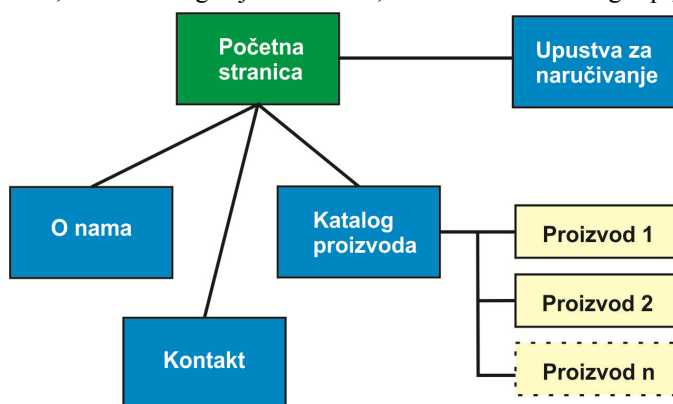 Početna
stranica
Upustva za
naručivanje
O nama
Katalog
proizvoda
Proizvod 1
Proizvod 2
Kontakt
Proizvod n